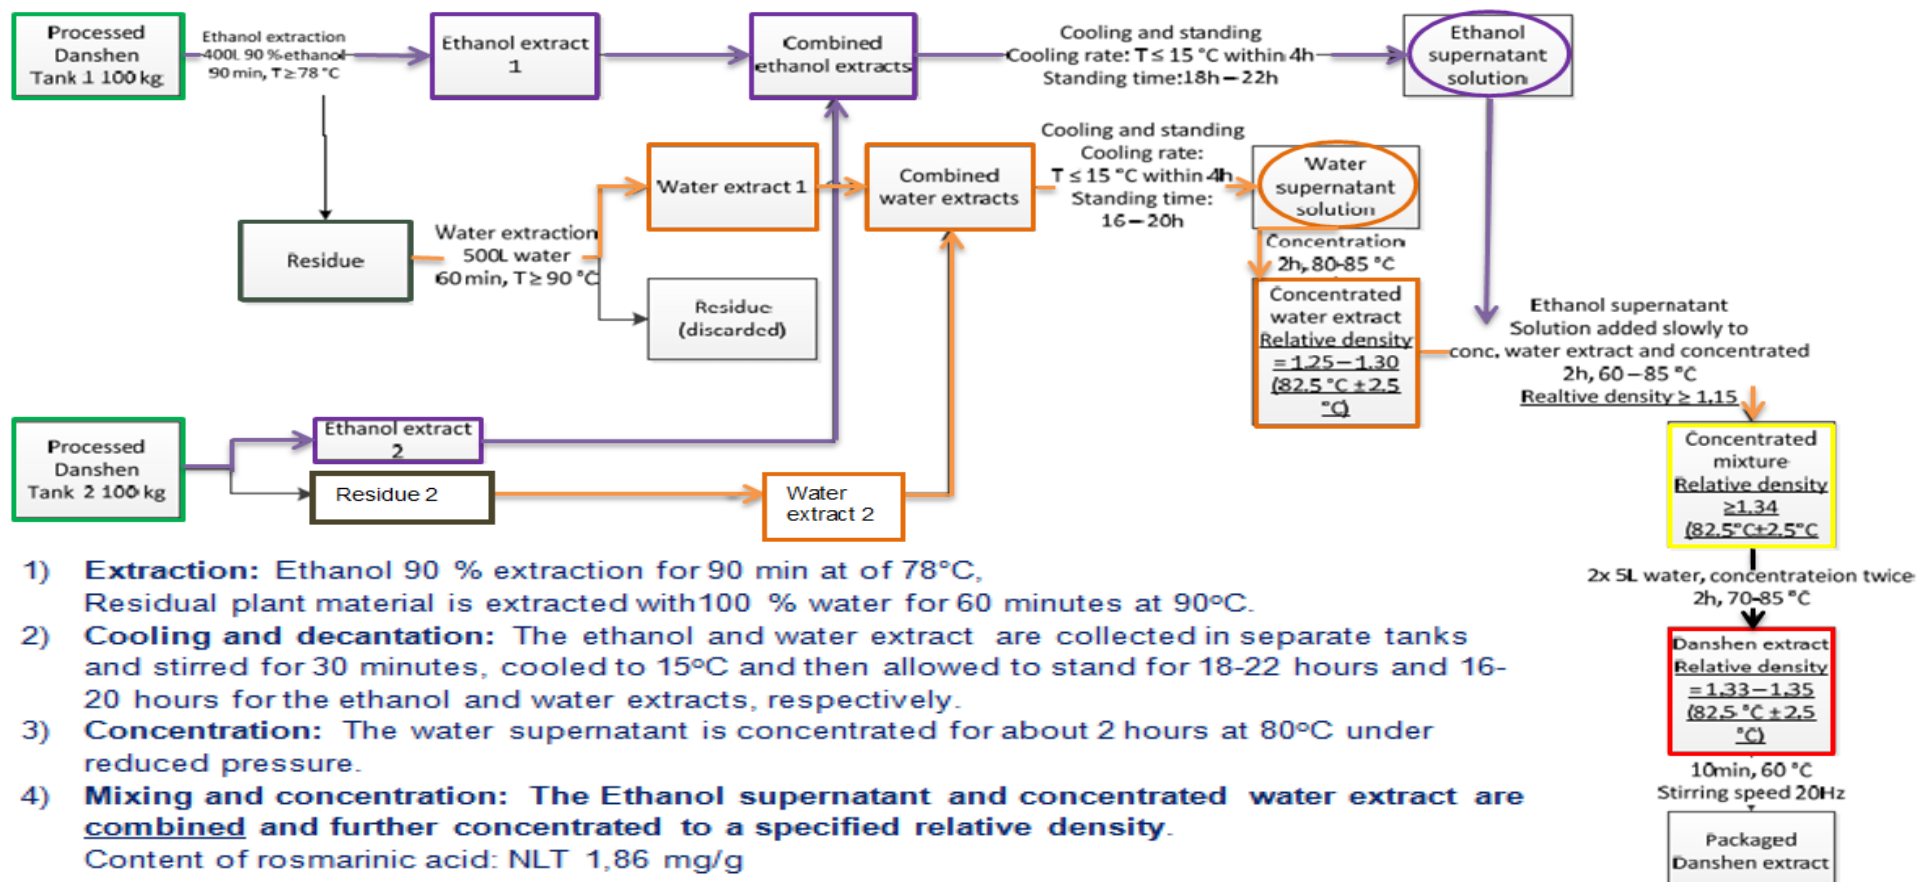 Processed
Danshen
Tank 1 100 kg
Ethanol extraction
400L 90 %ethanol
90 min, T≥78 °C
Ethanol extract
1
Combined
ethanol extracts
Cooling and standing
Cooling rate: T≤ 15 °C within 4h
Standing time:18h–22h
Ethanol
supernatant
solution
Residue
Water extraction
500L water
60 min, T≥ 90 °C
Water extract 1
Residue
(discarded)
Combined
water extracts
Cooling and standing
Cooling rate:
T ≤ 15 °C within 4h
Standing time:
16–20h
Water
supernatant
solution
Concentration
2h, 80-85 °C
Concentrated
water extract
Relative density
= 1.25–1.30
(82.5 °C ±2.5
°C)
Ethanol supernatant
Solution added slowly to
conc. water extract and concentrated
2h, 60–85 °C
Realtive density ≥ 1.15
Processed
Danshen
Tank 2 100 kg
Ethanol extract
2
Residue 2
Water
extract 2
Concentrated
mixture
Relative density
≥1.34
(82.5°C±2.5°C
2x 5L water, concentrateion twice
2h, 70-85 °C
Danshen extract
Relative density
= 1.33–1.35
(82.5 °C ±2.5
°C)
10min, 60 °C
Stirring speed 20Hz
Packaged
Danshen extract
1) Extraction: Ethanol 90 % extraction for 90 min at of 78°C,
Residual plant material is extracted with100 % water for 60 minutes at 90ºC.
2) Cooling and decantation: The ethanol and water extract are collected in separate tanks
and stirred for 30 minutes, cooled to 15ºC and then allowed to stand for 18-22 hours and 16-
20 hours for the ethanol and water extracts, respectively.
3) Concentration: The water supernatant is concentrated for about 2 hours at 80ºC under
reduced pressure.
4) Mixing and concentration: The Ethanol supernatant and concentrated water extract are
combined and further concentrated to a specified relative density.
Content of rosmarinic acid: NLT 1,86 mg/g